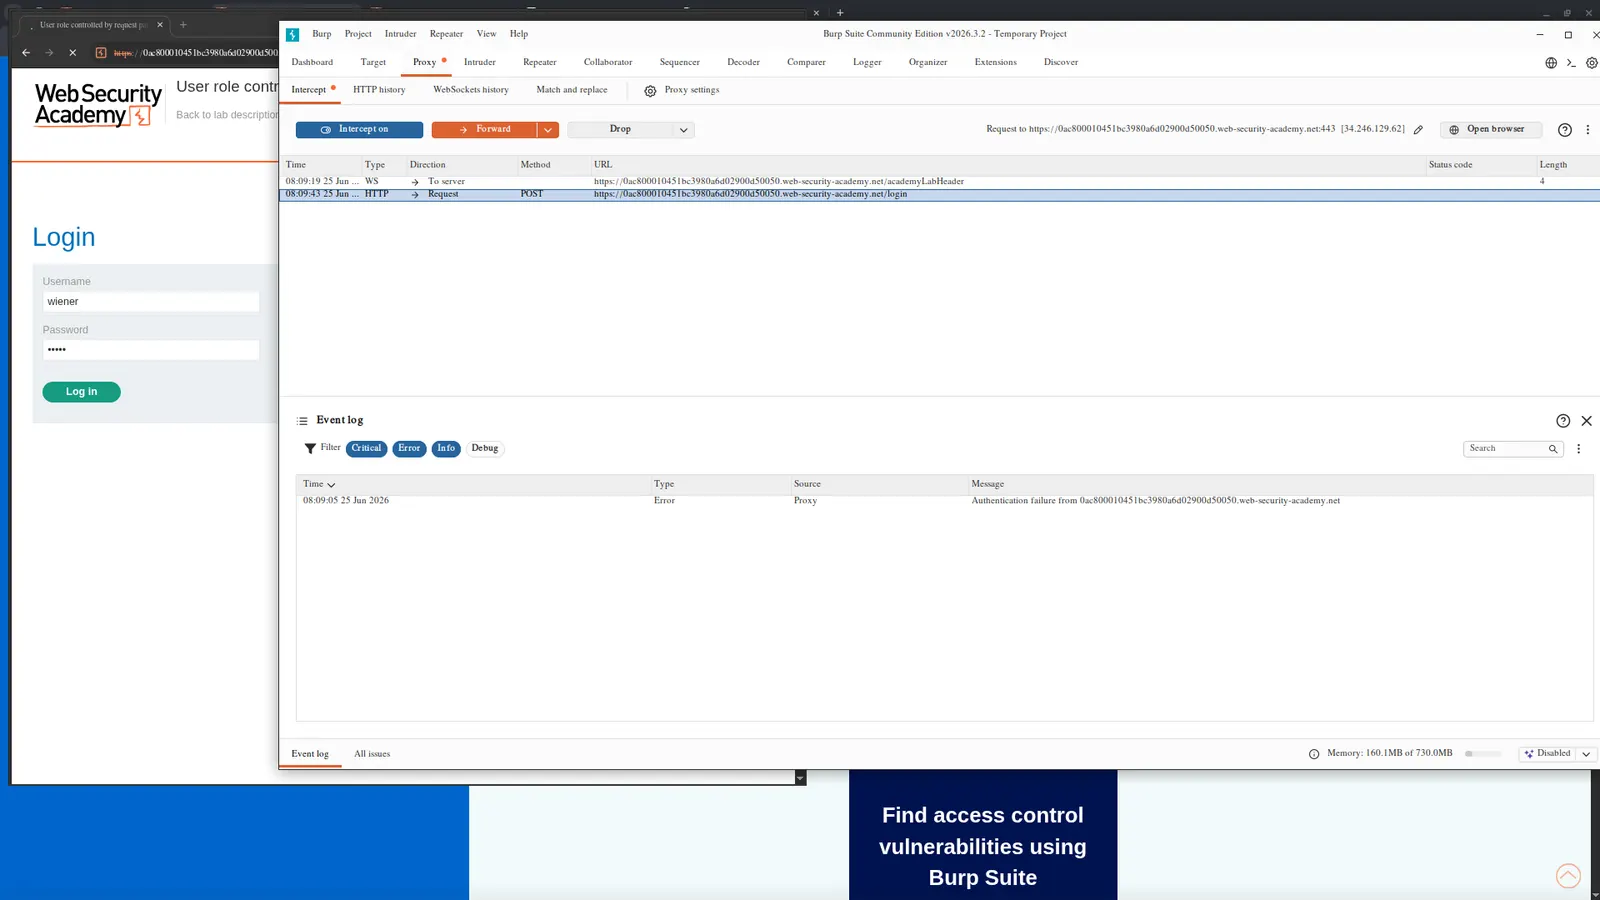 User role controlled by request pa
https://0ac800010451bc3980a6d02900d500
Web Security
Academy
User role contr
Back to lab description
Login
Username
wiener
Password
•••••
Log in
Burp Project Intruder Repeater View Help
Burp Suite Community Edition v2026.3.2 - Temporary Project
Dashboard Target Proxy Intruder Repeater Collaborator Sequencer Decoder Comparer Logger Organizer Extensions Discover
Intercept HTTP history WebSockets history Match and replace Proxy settings
Intercept on Forward Drop Request to https://0ac800010451bc3980a6d02900d50050.web-security-academy.net:443 [34.246.129.62] Open browser
Time Type Direction Method URL Status code Length
08:09:19 25 Jun ... WS To server https://0ac800010451bc3980a6d02900d50050.web-security-academy.net/academyLabHeader 4
08:09:43 25 Jun ... HTTP Request POST https://0ac800010451bc3980a6d02900d50050.web-security-academy.net/login
Event log
Filter Critical Error Info Debug Search
Time Type Source Message
08:09:05 25 Jun 2026 Error Proxy Authentication failure from 0ac800010451bc3980a6d02900d50050.web-security-academy.net
Event log All issues Memory: 160.1MB of 730.0MB Disabled
Find access control
vulnerabilities using
Burp Suite